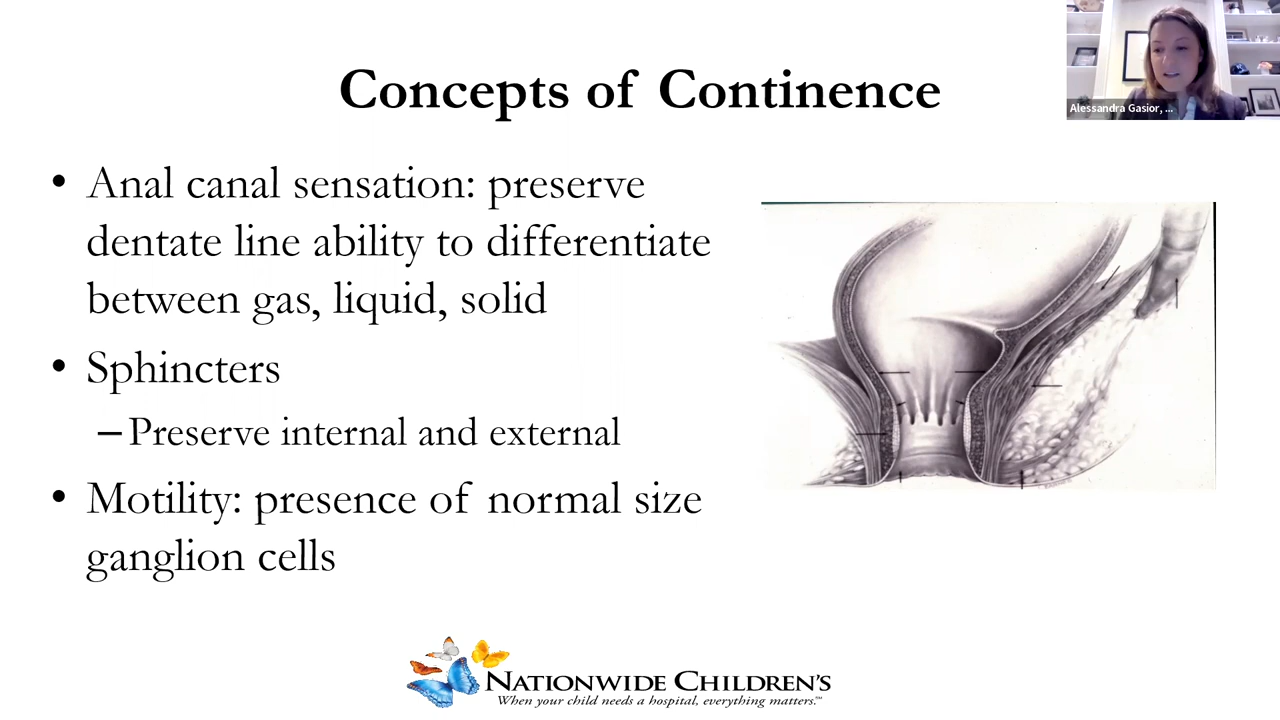 Concepts of Continence
Alessandra Gasior, ...
• Anal canal sensation: preserve
dentate line ability to differentiate
between gas, liquid, solid
• Sphincters
– Preserve internal and external
• Motility: presence of normal size
ganglion cells
NATIONWIDE CHILDREN'S
When your child needs a hospital, everything matters.℠